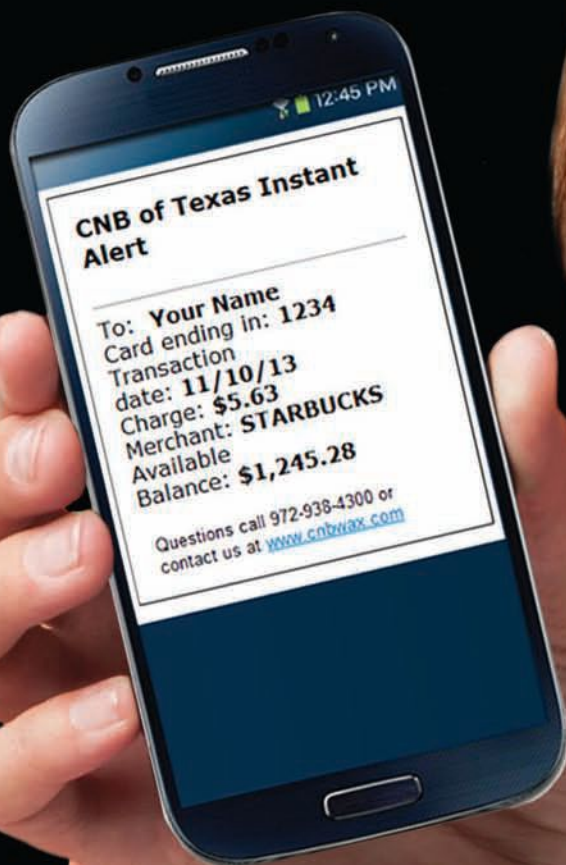 12:45 PM
CNB of Texas Instant
Alert
To: Your Name
Card ending in: 1234
Transaction
date: 11/10/13
Charge: $5.63
Merchant: STARBUCKS
Available
Balance: $1,245.28
Questions call 972-938-4300 or
contact us at www.cnbwax.com